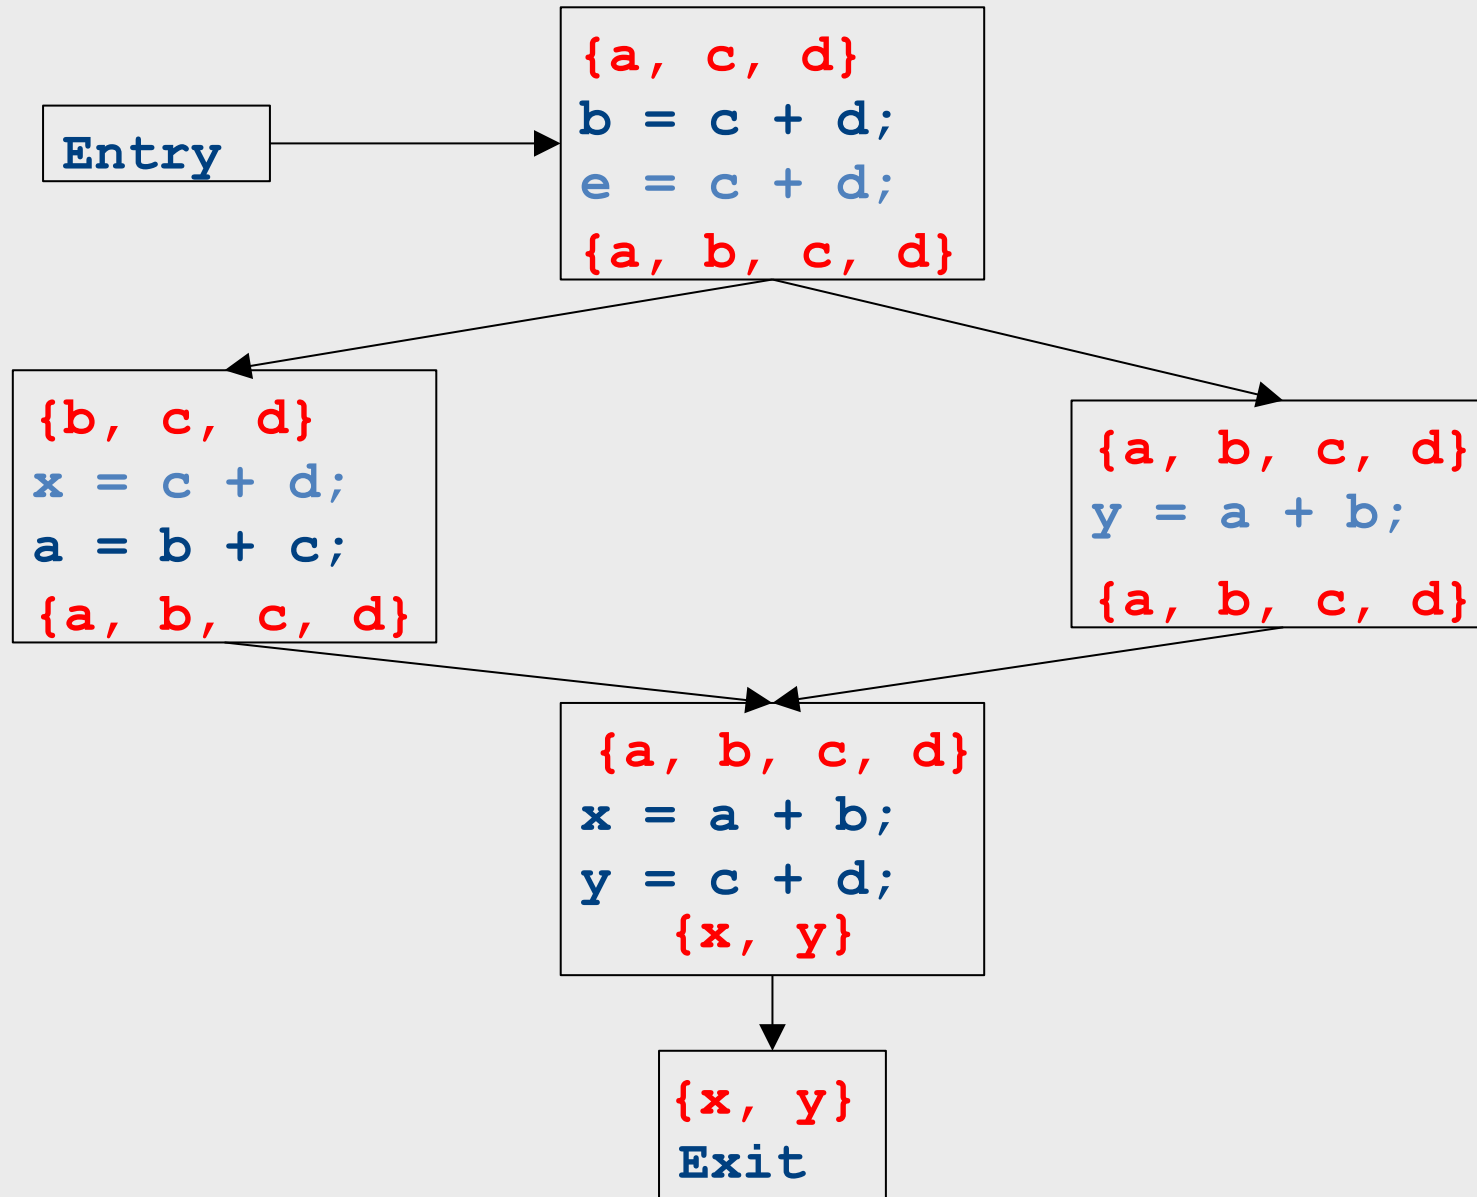 Entry
{a, c, d}
b = c + d;
e = c + d;
{a, b, c, d}
{b, c, d}
x = c + d;
a = b + c;
{a, b, c, d}
{a, b, c, d}
y = a + b;
{a, b, c, d}
{a, b, c, d}
x = a + b;
y = c + d;
{x, y}
{x, y}
Exit